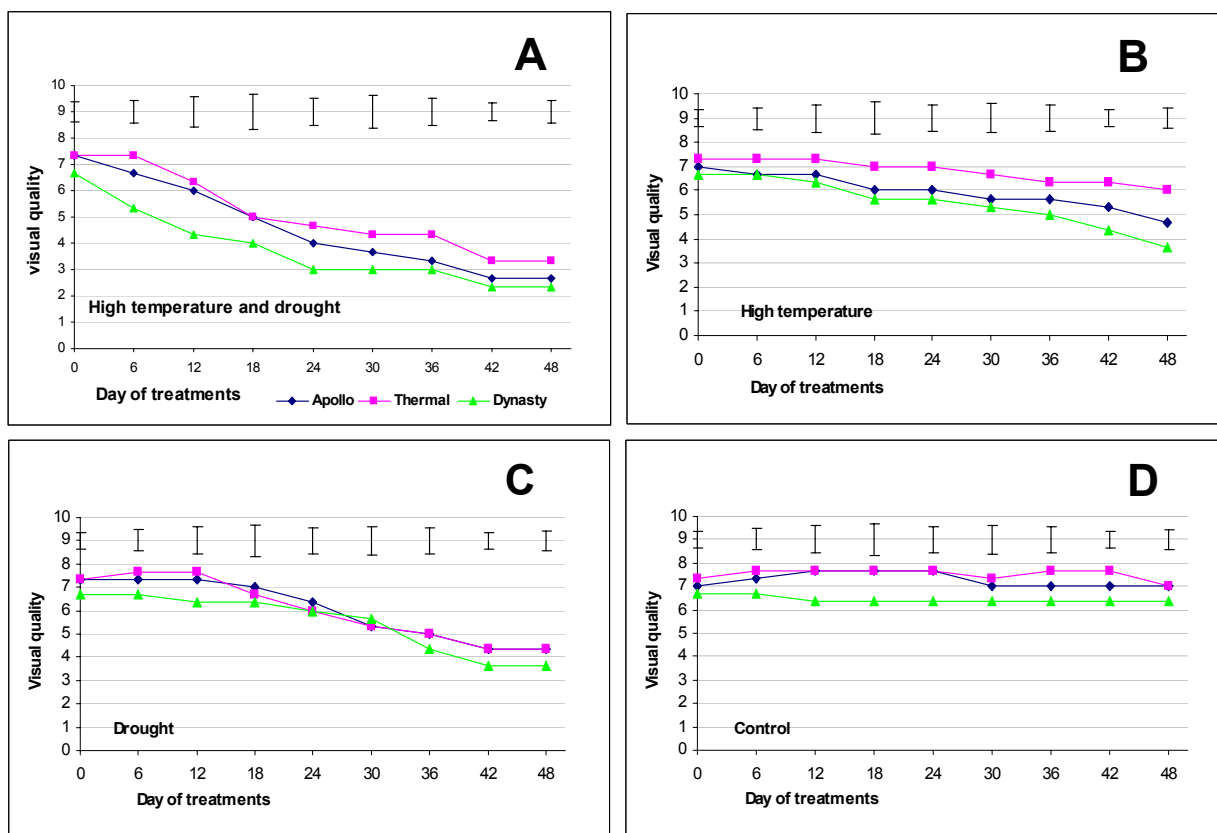 A
10
9
8
7
6
5
4
3
2
1
0
visual quality
High temperature and drought
0 6 12 18 24 30 36 42 48
Day of treatments
Apollo Thermal Dynasty
B
10
9
8
7
6
5
4
3
2
1
0
Visual quality
High temperature
0 6 12 18 24 30 36 42 48
Day of treatments
C
10
9
8
7
6
5
4
3
2
1
0
Visual quality
Drought
0 6 12 18 24 30 36 42 48
Day of treatments
D
10
9
8
7
6
5
4
3
2
1
0
Visual quality
Control
0 6 12 18 24 30 36 42 48
Day of treatments